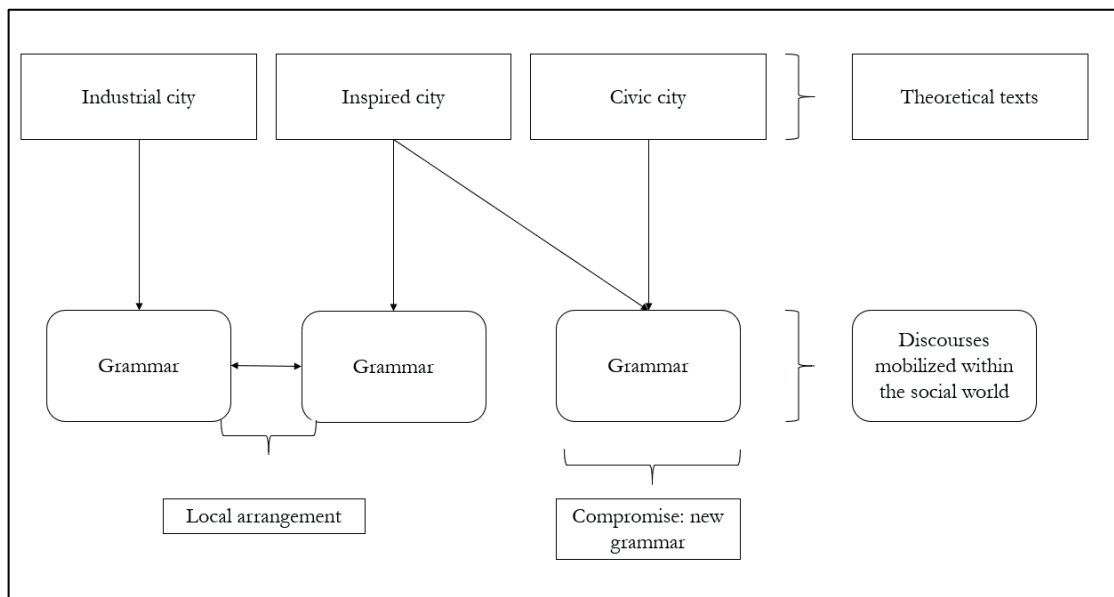 Industrial city
Inspired city
Civic city
Theoretical texts
Grammar
Grammar
Grammar
Discourses
mobilized within
the social world
Local arrangement
Compromise: new
grammar